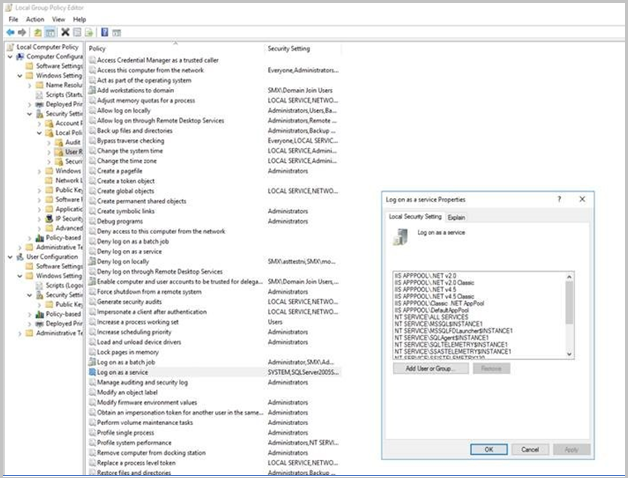 Local Group Policy Editor
File Action View Help
Local Computer Policy
Computer Configura
Software Settings
Windows Setting
Name Resolu
Scripts (Startu
Deployed Prin
Security Settin
Account P
Local Poli
Audit
User R
Securi
Windows
Network L
Public Key
Software
Applicatio
IP Security
Advanced
Policy-based
Administrative Te
User Configuration
Software Settings
Windows Setting
Scripts (Logo
Security Settin
Public Key
Policy-based
Deployed Prin
Administrative Te
Policy Security Setting
Access Credential Manager as a trusted caller
Access this computer from the network Everyone,Administrators...
Act as part of the operating system
Add workstations to domain SMX\Domain Join Users
Adjust memory quotas for a process LOCAL SERVICE,NETWO...
Allow log on locally Administrators,Users,Ba...
Allow log on through Remote Desktop Services Administrators,Remote ...
Back up files and directories Administrators,Backup ...
Bypass traverse checking Everyone,LOCAL SERVIC...
Change the system time LOCAL SERVICE,Admini...
Change the time zone LOCAL SERVICE,Admini...
Create a pagefile Administrators
Create a token object
Create global objects LOCAL SERVICE,NETWO...
Create permanent shared objects
Create symbolic links Administrators
Debug programs Administrators
Deny access to this computer from the network
Deny log on as a batch job
Deny log on as a service
Deny log on locally SMX\asttestni,SMX\mo...
Deny log on through Remote Desktop Services
Enable computer and user accounts to be trusted for delega... SMX\Domain Join Users,...
Force shutdown from a remote system Administrators
Generate security audits LOCAL SERVICE,NETWO...
Impersonate a client after authentication LOCAL SERVICE,NETWO...
Increase a process working set Users
Increase scheduling priority Administrators
Load and unload device drivers Administrators
Lock pages in memory
Log on as a batch job Administrator,SMX\Ad...
Log on as a service SYSTEM,SQLServer2005S...
Manage auditing and security log Administrators
Modify an object label
Modify firmware environment values Administrators
Obtain an impersonation token for another user in the same... Administrators
Perform volume maintenance tasks Administrators
Profile single process Administrators
Profile system performance Administrators,NT SERVI...
Remove computer from docking station Administrators
Replace a process level token LOCAL SERVICE,NETWO...
Restore files and directories Administrators,Backup ...
Log on as a service Properties ? ×
Local Security Setting Explain
Log on as a service
IIS APPPOOL\.NET v2.0
IIS APPPOOL\.NET v2.0 Classic
IIS APPPOOL\.NET v4.5
IIS APPPOOL\.NET v4.5 Classic
IIS APPPOOL\Classic .NET AppPool
IIS APPPOOL\DefaultAppPool
NT SERVICE\ALL SERVICES
NT SERVICE\MSSQL$INSTANCE1
NT SERVICE\MSSQLFDLauncher$INSTANCE1
NT SERVICE\SQLAgent$INSTANCE1
NT SERVICE\SQLTELEMETRY$INSTANCE1
NT SERVICE\SSASTELEMETRY$INSTANCE1
Add User or Group... Remove
OK Cancel Apply